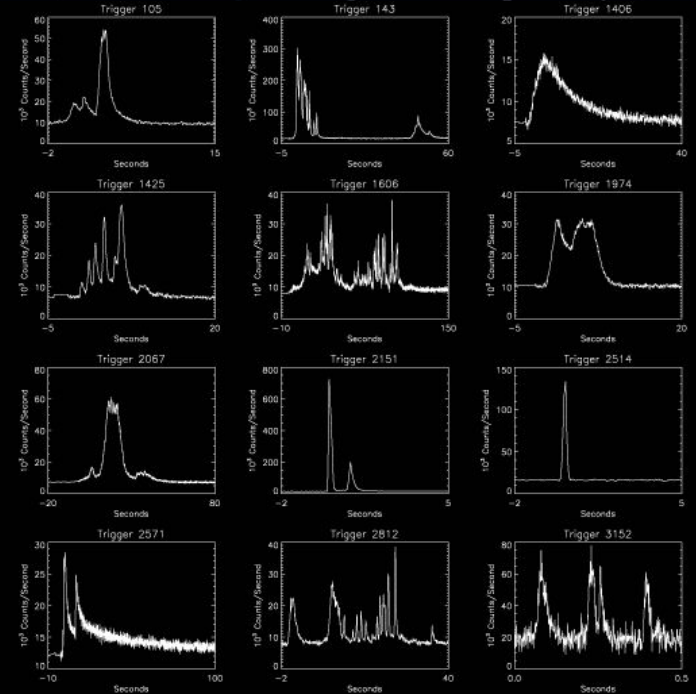 Trigger 105
60
50
40
30
20
10
0
10³ Counts/Second
-2 15
Seconds
Trigger 143
400
300
200
100
0
10³ Counts/Second
-5 60
Seconds
Trigger 1406
20
15
10
5
10³ Counts/Second
-5 40
Seconds
Trigger 1425
40
30
20
10
0
10³ Counts/Second
-5 20
Seconds
Trigger 1606
40
30
20
10
0
10³ Counts/Second
-10 150
Seconds
Trigger 1974
40
30
20
10
0
10³ Counts/Second
-5 20
Seconds
Trigger 2067
80
60
40
20
0
10³ Counts/Second
-20 80
Seconds
Trigger 2151
800
600
400
200
0
10³ Counts/Second
-2 5
Seconds
Trigger 2514
150
100
50
0
10³ Counts/Second
-2 5
Seconds
Trigger 2571
30
25
20
15
10
10³ Counts/Second
-10 100
Seconds
Trigger 2812
40
30
20
10
0
10³ Counts/Second
-2 40
Seconds
Trigger 3152
80
60
40
20
0
10³ Counts/Second
0.0 0.5
Seconds